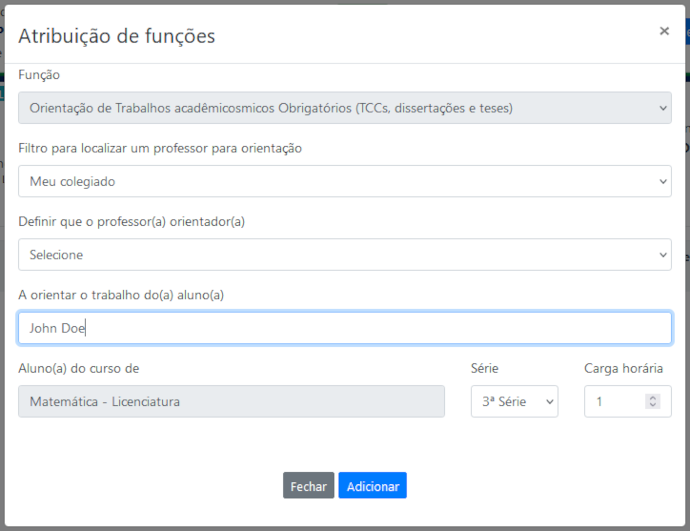 Atribuição de funções
×
Função
Orientação de Trabalhos acadêmicosmicos Obrigatórios (TCCs, dissertações e teses)
Filtro para localizar um professor para orientação
Meu colegiado
Definir que o professor(a) orientador(a)
Selecione
A orientar o trabalho do(a) aluno(a)
John Doe
Aluno(a) do curso de Série Carga horária
Matemática - Licenciatura 3ª Série 1
Fechar Adicionar